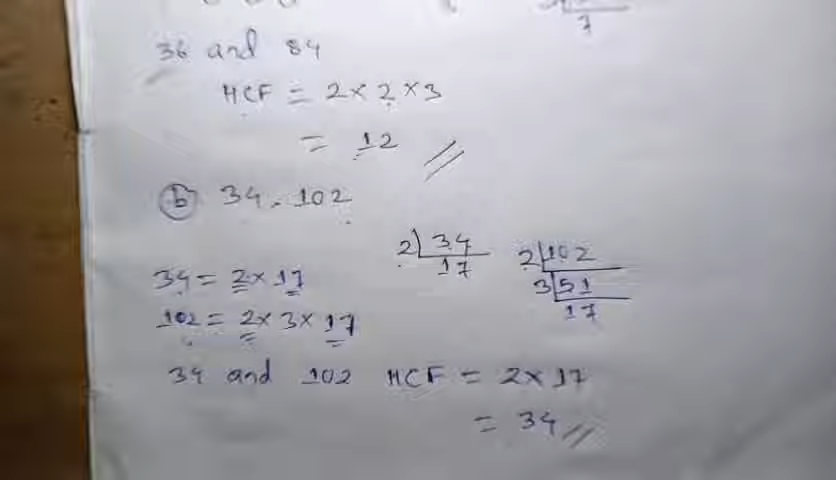 7
36 and 84
HCF = 2 × 2 × 3
= 12 //
(b) 34, 102
2 | 34
17
2 | 102
3 | 51
17
34 = 2 × 17
102 = 2 × 3 × 17
34 and 102 HCF = 2 × 17
= 34 //